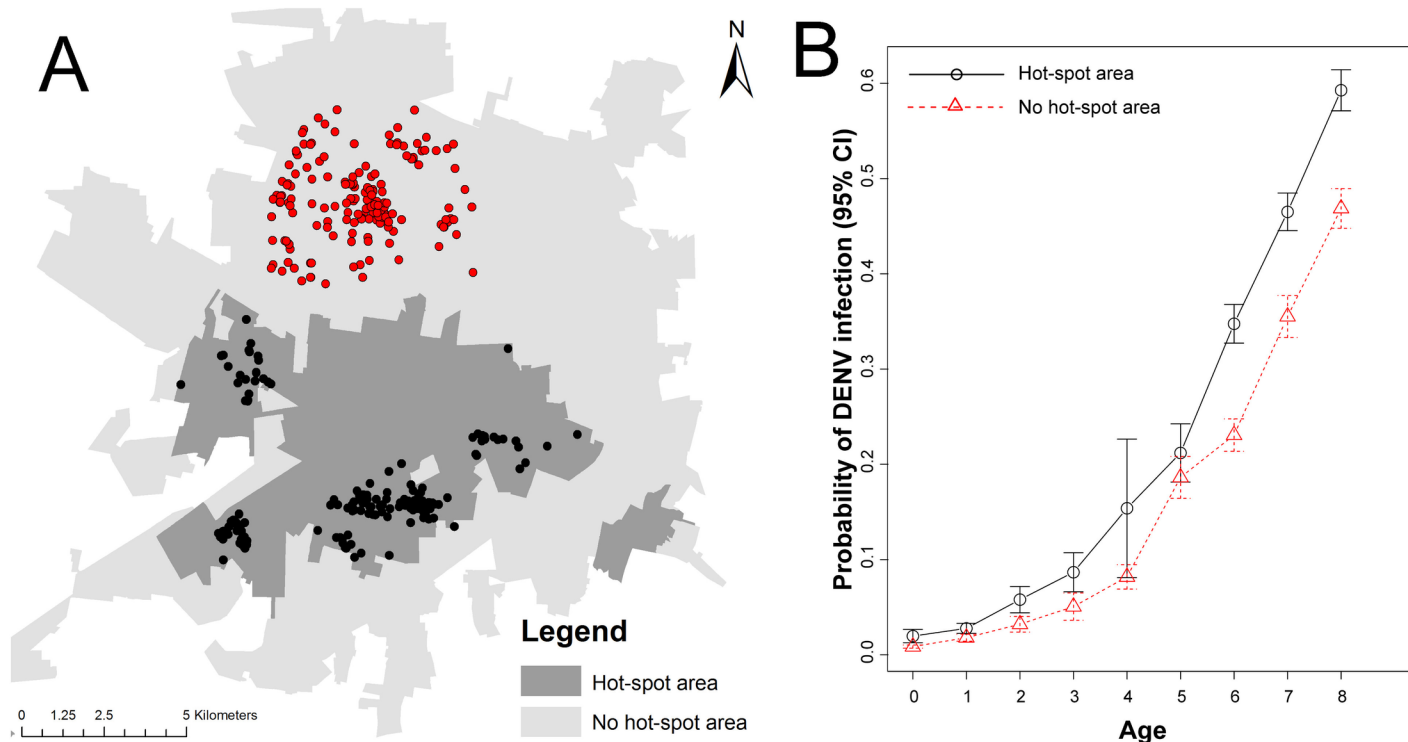 A
N
Legend
Hot-spot area
No hot-spot area
0 1.25 2.5 5 Kilometers
B
Hot-spot area
No hot-spot area
Probability of DENV infection (95% CI)
0.6
0.5
0.4
0.3
0.2
0.1
0.0
0 1 2 3 4 5 6 7 8
Age